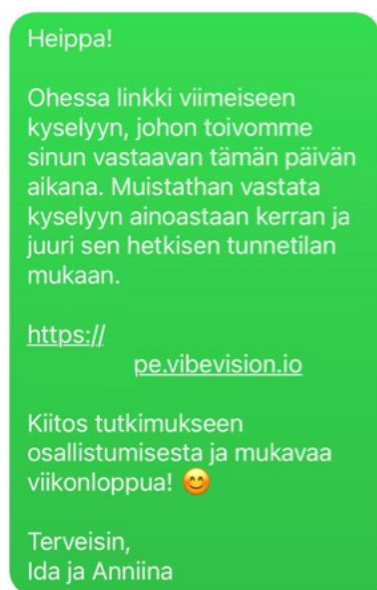 Heippa!
Ohessa linkki viimeiseen
kyselyyn, johon toivomme
sinun vastaavan tämän päivän
aikana. Muistathan vastata
kyselyyn ainoastaan kerran ja
juuri sen hetkisen tunnetilan
mukaan.
https://
pe.vibevision.io
Kiitos tutkimukseen
osallistumisesta ja mukavaa
viikonloppua! 😊
Terveisin,
Ida ja Anniina